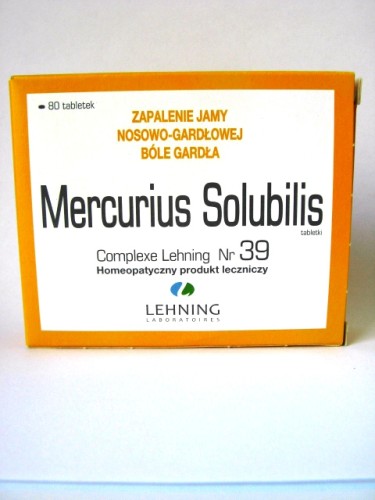 80 tabletek
ZAPALENIE JAMY
NOSOWO-GARDŁOWEJ
BÓLE GARDŁA
Mercurius Solubilis
tabletki
Complexe Lehning Nr 39
Homeopatyczny produkt leczniczy
LEHNING
LABORATOIRES